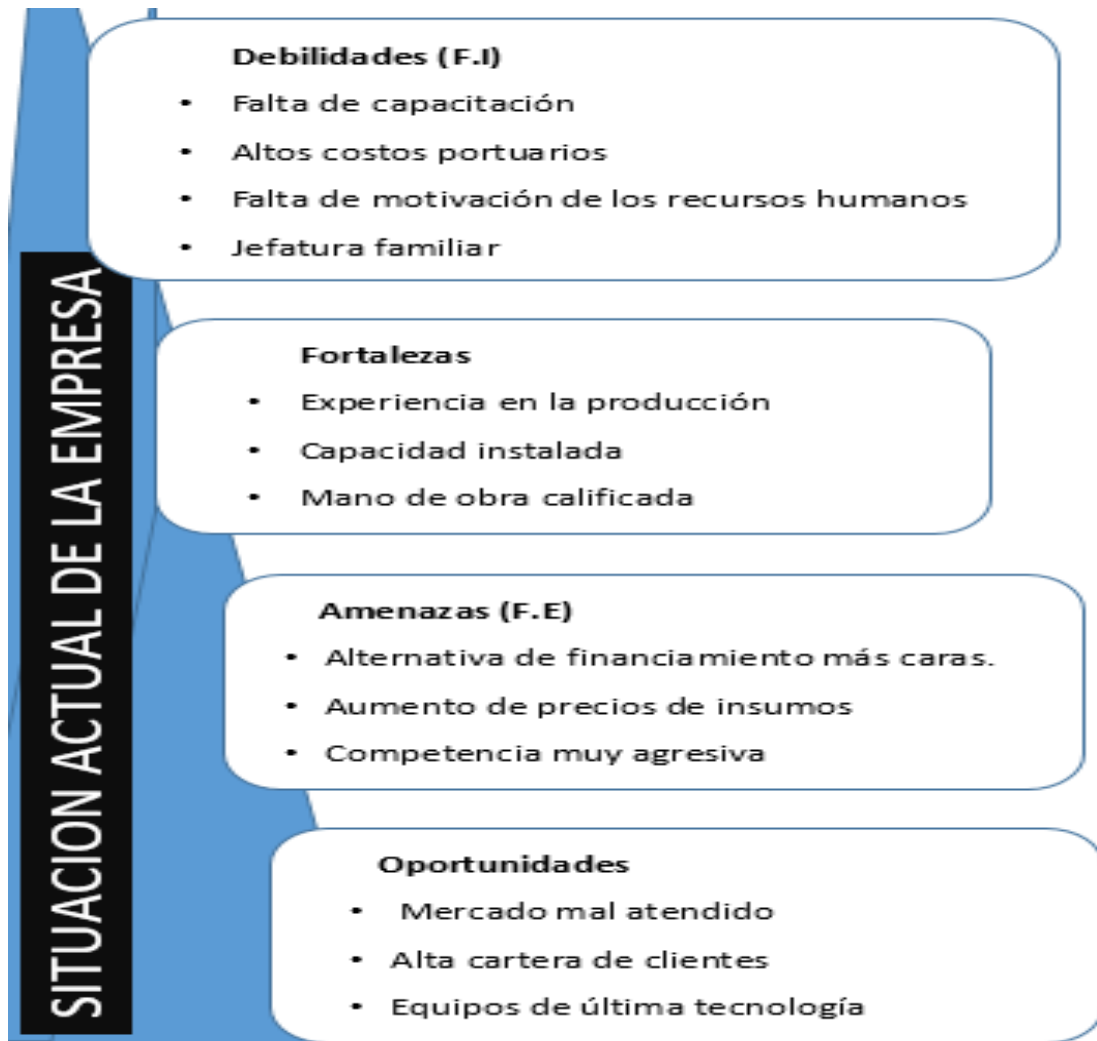 SITUACION ACTUAL DE LA EMPRESA
Debilidades (F.I)
• Falta de capacitación
• Altos costos portuarios
• Falta de motivación de los recursos humanos
• Jefatura familiar
Fortalezas
• Experiencia en la producción
• Capacidad instalada
• Mano de obra calificada
Amenazas (F.E)
• Alternativa de financiamiento más caras.
• Aumento de precios de insumos
• Competencia muy agresiva
Oportunidades
• Mercado mal atendido
• Alta cartera de clientes
• Equipos de última tecnología